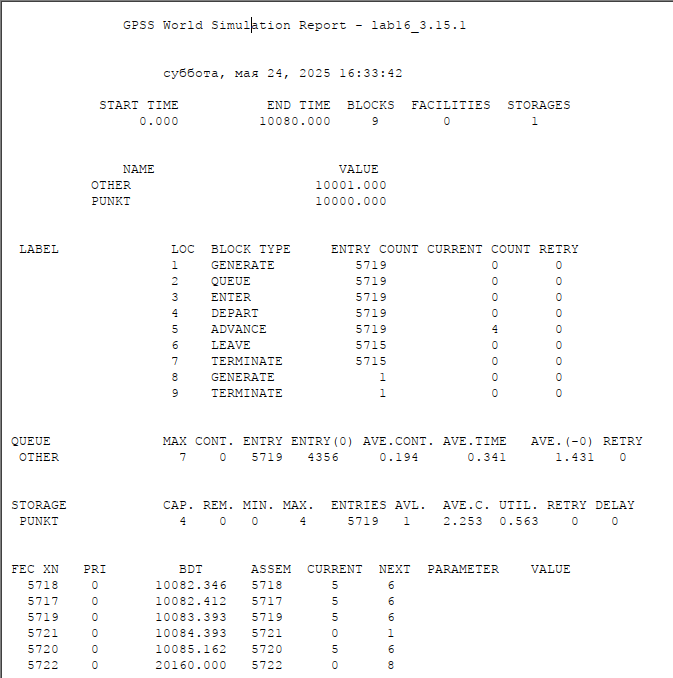 GPSS World Simulation Report - lab16_3.15.1
суббота, мая 24, 2025 16:33:42
START TIME END TIME BLOCKS FACILITIES STORAGES
0.000 10080.000 9 0 1
NAME VALUE
OTHER 10001.000
PUNKT 10000.000
LABEL LOC BLOCK TYPE ENTRY COUNT CURRENT COUNT RETRY
1 GENERATE 5719 0 0
2 QUEUE 5719 0 0
3 ENTER 5719 0 0
4 DEPART 5719 0 0
5 ADVANCE 5719 4 0
6 LEAVE 5715 0 0
7 TERMINATE 5715 0 0
8 GENERATE 1 0 0
9 TERMINATE 1 0 0
QUEUE MAX CONT. ENTRY ENTRY(0) AVE.CONT. AVE.TIME AVE.(-0) RETRY
OTHER 7 0 5719 4356 0.194 0.341 1.431 0
STORAGE CAP. REM. MIN. MAX. ENTRIES AVL. AVE.C. UTIL. RETRY DELAY
PUNKT 4 0 0 4 5719 1 2.253 0.563 0 0
FEC XN PRI BDT ASSEM CURRENT NEXT PARAMETER VALUE
5718 0 10082.346 5718 5 6
5717 0 10082.412 5717 5 6
5719 0 10083.393 5719 5 6
5721 0 10084.393 5721 0 1
5720 0 10085.162 5720 5 6
5722 0 20160.000 5722 0 8